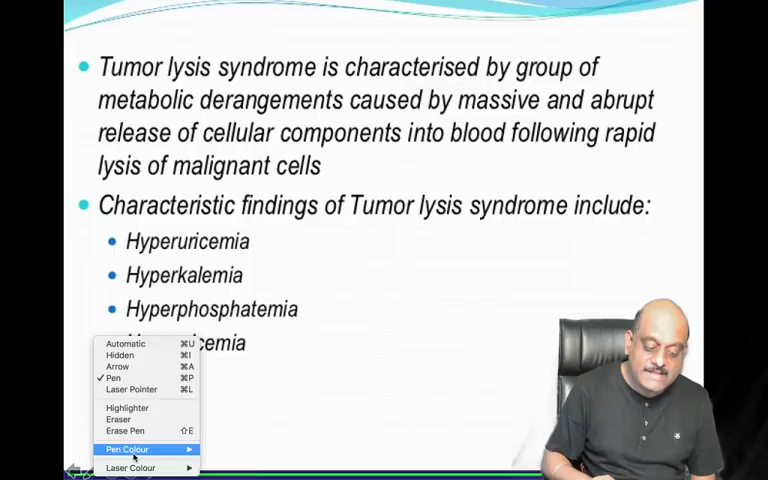 Tumor lysis syndrome is characterised by group of
metabolic derangements caused by massive and abrupt
release of cellular components into blood following rapid
lysis of malignant cells
Characteristic findings of Tumor lysis syndrome include:
Hyperuricemia
Hyperkalemia
Hyperphosphatemia
Automatic ⌘U
Hidden ⌘I
Arrow ⌘A
✓ Pen ⌘P
Laser Pointer ⌘L
Highlighter
Eraser
Erase Pen ⇧E
Pen Colour
Laser Colour